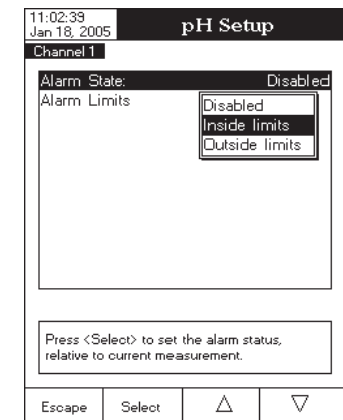 11:02:39
Jan 18, 2005
pH Setup
Channel 1
Alarm State: Disabled
Alarm Limits
Disabled
Inside limits
Outside limits
Press <Select> to set the alarm status,
relative to current measurement.
Escape Select △ ▽